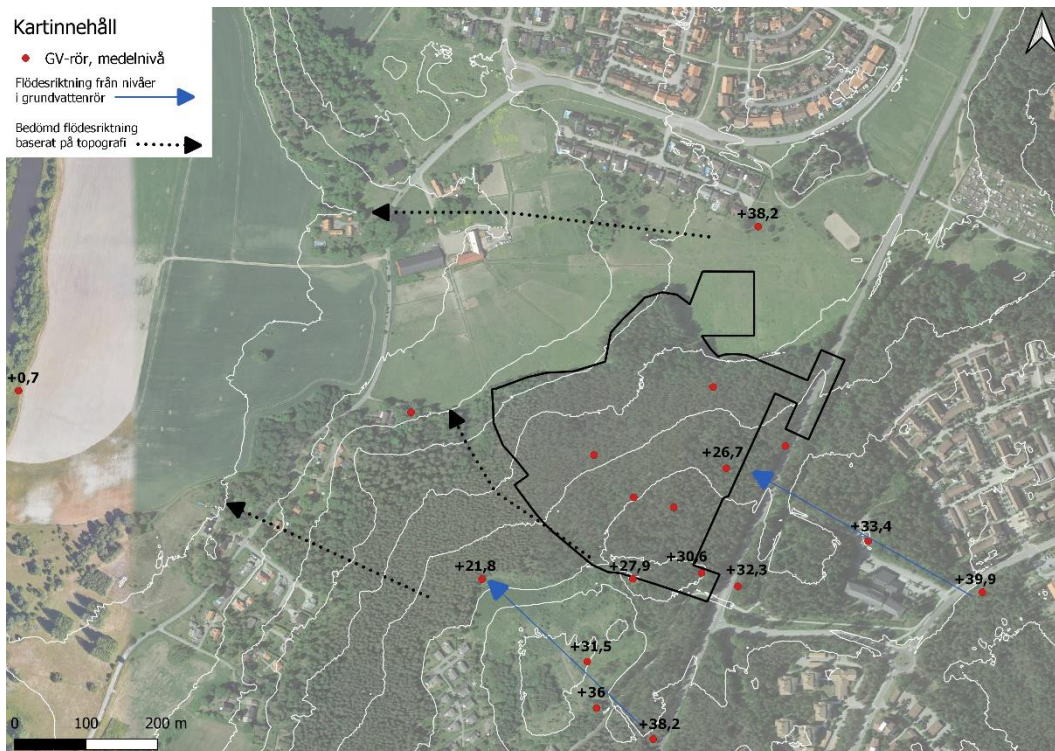 Kartinnehåll
GV-rör, medelnivå
Flödesriktning från nivåer
i grundvattenrör
Bedömd flödesriktning
baserat på topografi
+38,2
+0,7
+26,7
+33,4
+30,6
+39,9
+21,8
+27,9
+32,3
+31,5
+36
+38,2
0 100 200 m